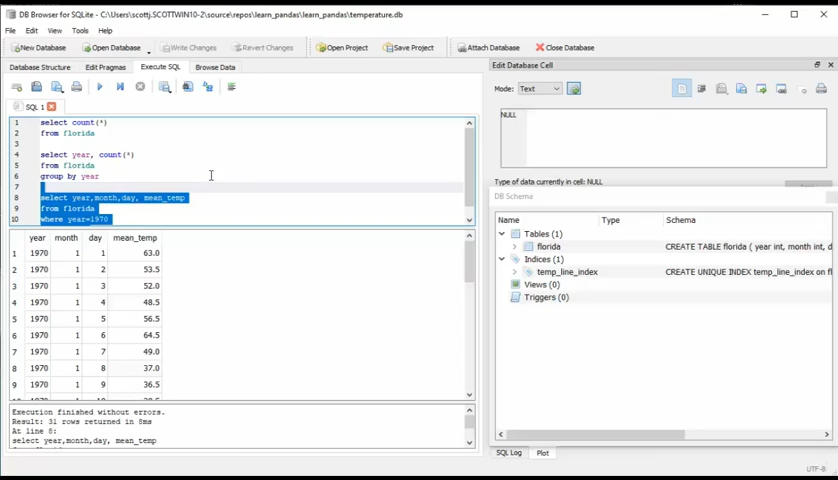 DB Browser for SQLite - C:\Users\scottj.SCOTTWIN10-2\source\repos\learn_pandas\learn_pandas\temperature.db
File Edit View Tools Help
New Database Open Database Write Changes Revert Changes Open Project Save Project Attach Database Close Database
Database Structure Edit Pragmas Execute SQL Browse Data
SQL 1
1 select count(*)
2 from florida
3
4 select year, count(*)
5 from florida
6 group by year
7
8 select year,month,day, mean_temp
9 from florida
10 where year=1970
year month day mean_temp
1 1970 1 1 63.0
2 1970 1 2 53.5
3 1970 1 3 52.0
4 1970 1 4 48.5
5 1970 1 5 56.5
6 1970 1 6 64.5
7 1970 1 7 49.0
8 1970 1 8 37.0
9 1970 1 9 36.5
Execution finished without errors.
Result: 31 rows returned in 8ms
At line 8:
select year,month,day, mean_temp
Edit Database Cell
Mode: Text
NULL
Type of data currently in cell: NULL
DB Schema
Name Type Schema
Tables (1)
florida CREATE TABLE florida ( year int, month int, d
Indices (1)
temp_line_index CREATE UNIQUE INDEX temp_line_index on fl
Views (0)
Triggers (0)
SQL Log Plot
UTF-8